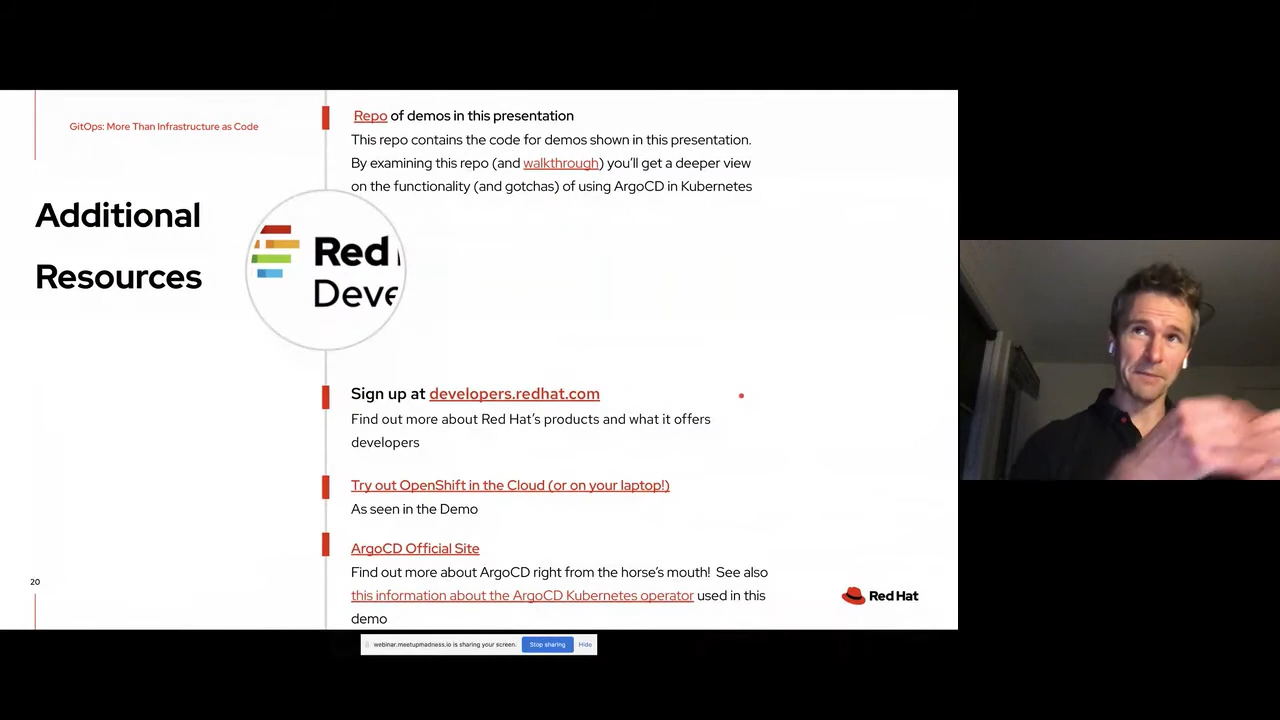 GitOps: More Than Infrastructure as Code
Additional
Resources
Red
Deve
Repo of demos in this presentation
This repo contains the code for demos shown in this presentation.
By examining this repo (and walkthrough) you’ll get a deeper view
on the functionality (and gotchas) of using ArgoCD in Kubernetes
Sign up at developers.redhat.com
Find out more about Red Hat’s products and what it offers
developers
Try out OpenShift in the Cloud (or on your laptop!)
As seen in the Demo
ArgoCD Official Site
Find out more about ArgoCD right from the horse’s mouth! See also
this information about the ArgoCD Kubernetes operator used in this
demo
20
Red Hat
webinar.meetupmadness.io is sharing your screen. Stop sharing Hide